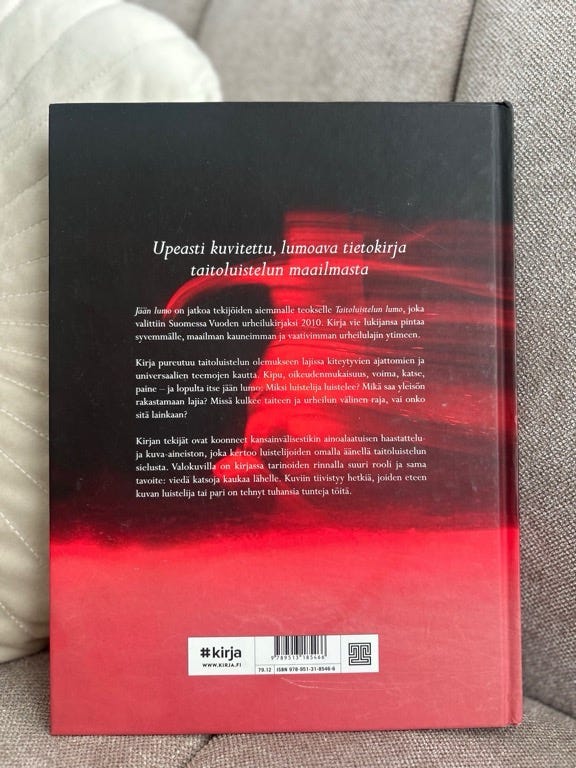 Upeasti kuvitettu, lumoava tietokirja
taitoluistelun maailmasta
Jään lumo on jatkoa tekijöiden aiemmalle teokselle Taitoluistelun lumo, joka
valittiin Suomessa Vuoden urheilukirjaksi 2010. Kirja vie lukijansa pintaa
syvemmälle, maailman kauneimman ja vaativimman urheilulajin ytimeen.
Kirja pureutuu taitoluistelun olemukseen lajissa kiteytyvien ajattomien ja
universaalien teemojen kautta. Kipu, oikeudenmukaisuus, voima, katse,
paine – ja lopulta itse jään lumo: Miksi luistelija luistelee? Mikä saa yleisön
rakastamaan lajia? Missä kulkee taiteen ja urheilun välinen raja, vai onko
sitä lainkaan?
Kirjan tekijät ovat koonneet kansainvälisestikin ainoalaatuisen haastattelu-
ja kuva-aineiston, joka kertoo luistelijoiden omalla äänellä taitoluistelun
sielusta. Valokuvilla on kirjassa tarinoiden rinnalla suuri rooli ja sama
tavoite: viedä katsoja kaukaa lähelle. Kuviin tiivistyy hetkiä, joiden eteen
kuvan luistelija tai pari on tehnyt tuhansia tunteja töitä.
#kirja
WWW.KIRJA.FI
9 789513 185466
79.12
ISBN 978-951-31-8546-6